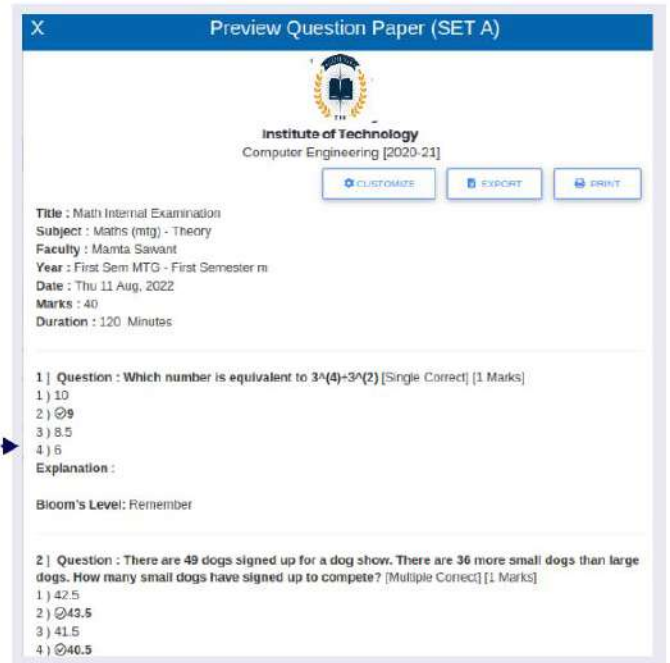 X Preview Question Paper (SET A)
Institute of Technology
Computer Engineering [2020-21]
CUSTOMIZE EXPORT PRINT
Title : Math Internal Examination
Subject : Maths (mtg) - Theory
Faculty : Mamta Sawant
Year : First Sem MTG - First Semester m
Date : Thu 11 Aug, 2022
Marks : 40
Duration : 120 Minutes
1 ] Question : Which number is equivalent to 3^(4)÷3^(2) [Single Correct] [1 Marks]
1 ) 10
2 ) 9
3 ) 8.5
4 ) 6
Explanation :
Bloom's Level: Remember
2 ] Question : There are 49 dogs signed up for a dog show. There are 36 more small dogs than large
dogs. How many small dogs have signed up to compete? [Multiple Correct] [1 Marks]
1 ) 42.5
2 ) 43.5
3 ) 41.5
4 ) 40.5